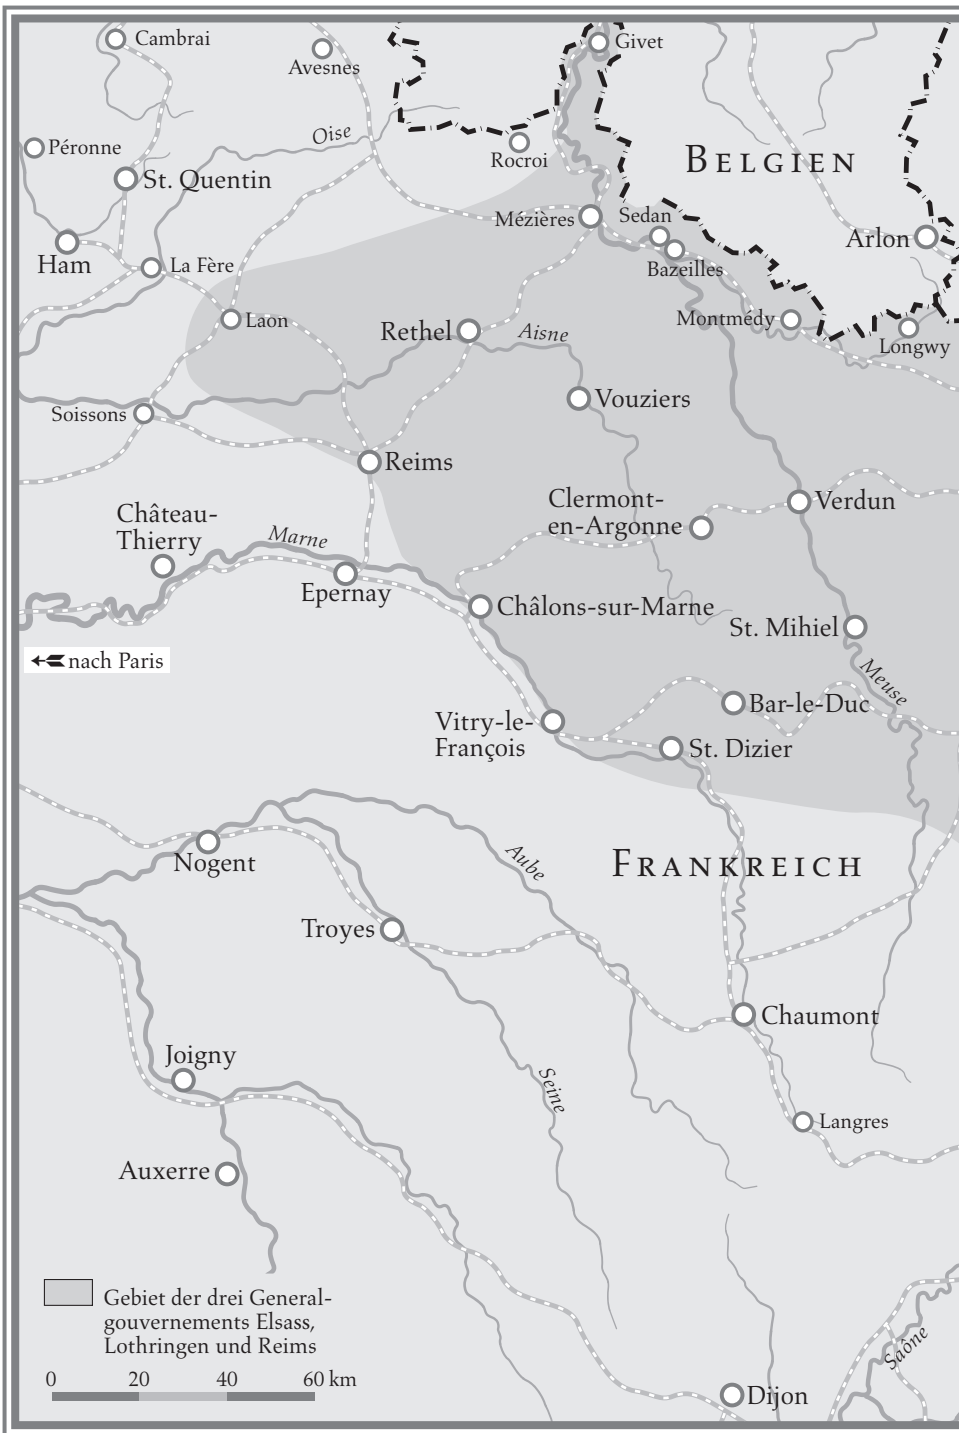 Cambrai
Avesnes
Givet
Péronne
Oise
Rocroi
BELGIEN
St. Quentin
Mézières
Sedan
Arlon
Ham
La Fère
Bazeilles
Laon
Rethel
Aisne
Montmédy
Longwy
Soissons
Vouziers
Reims
Clermont-
en-Argonne
Verdun
Château-
Thierry
Marne
Epernay
Châlons-sur-Marne
St. Mihiel
nach Paris
Meuse
Bar-le-Duc
Vitry-le-
François
St. Dizier
Nogent
Aube
FRANKREICH
Troyes
Chaumont
Joigny
Seine
Langres
Auxerre
Gebiet der drei General-
gouvernements Elsass,
Lothringen und Reims
Saône
0 20 40 60 km
Dijon